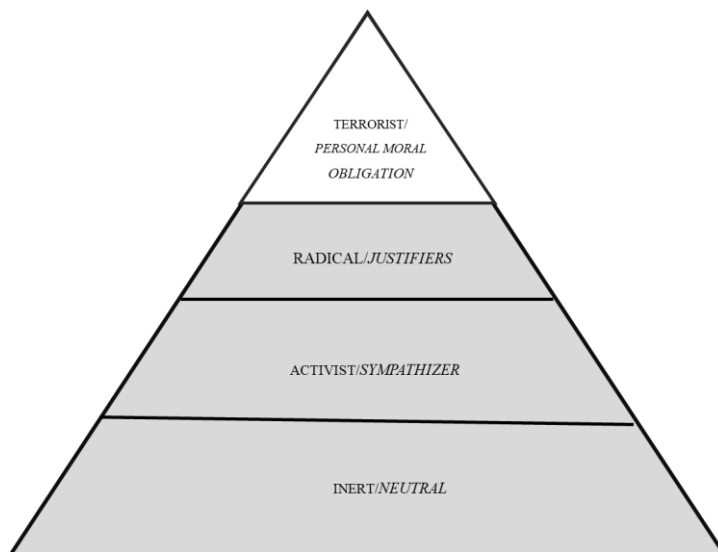 TERRORIST/
PERSONAL MORAL
OBLIGATION
RADICAL/JUSTIFIERS
ACTIVIST/SYMPATHIZER
INERT/NEUTRAL